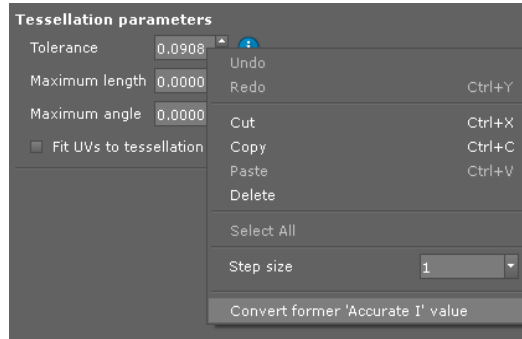 Tessellation parameters
Tolerance 0.0908
Undo
Maximum length 0.0000
Redo Ctrl+Y
Maximum angle 0.0000
Cut Ctrl+X
Fit UVs to tessellation
Copy Ctrl+C
Paste Ctrl+V
Delete
Select All
Step size 1
Convert former 'Accurate I' value